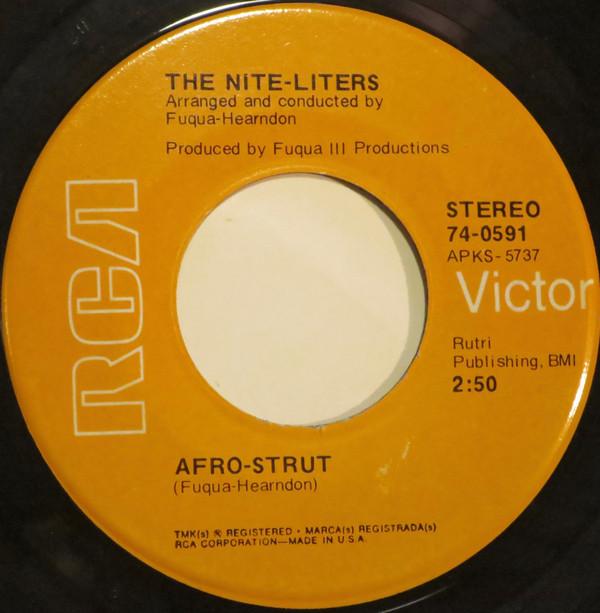 THE NITE-LITERS
Arranged and conducted by
Fuqua-Hearndon
Produced by Fuqua III Productions
RCA
STEREO
74-0591
APKS-5737
Victor
Rutri
Publishing, BMI
2:50
AFRO-STRUT
(Fuqua-Hearndon)
TMK(s) ® REGISTERED • MARCA(s) REGISTRADA(s)
RCA CORPORATION—MADE IN U.S.A.